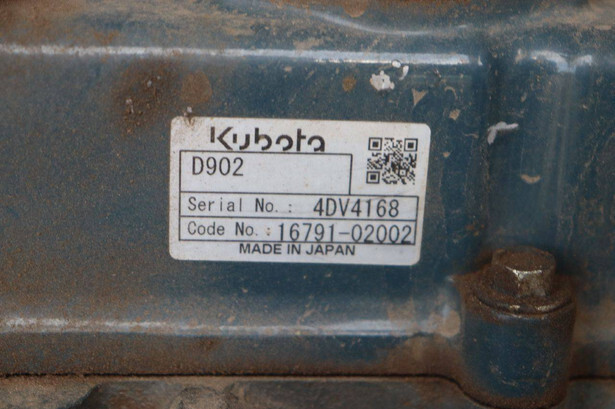 Kubota
D902
Serial No.: 4DV4168
Code No.: 16791-02002
MADE IN JAPAN